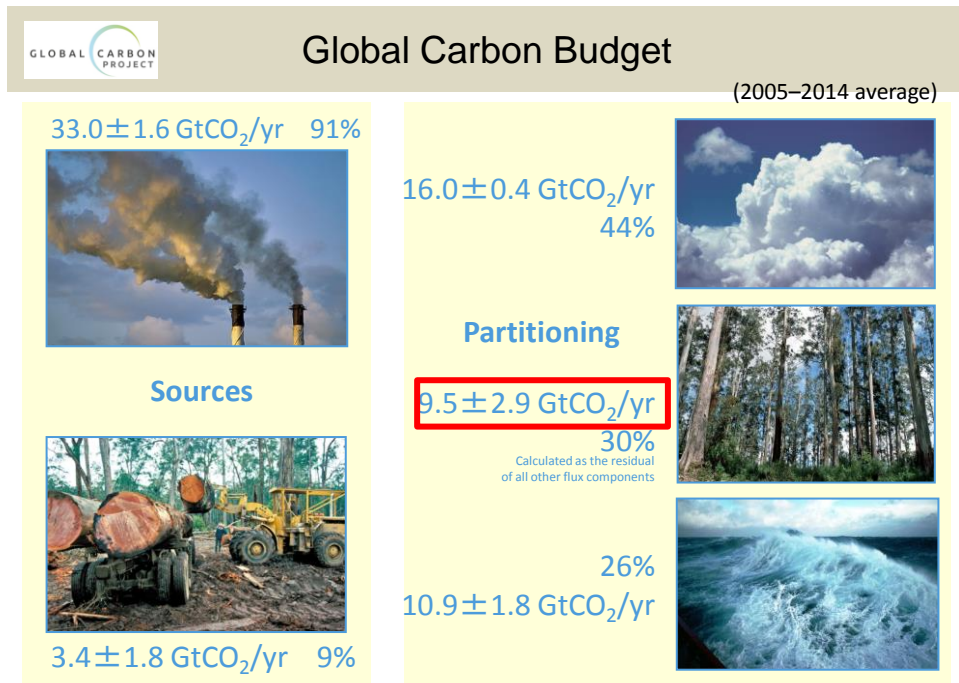 GLOBAL CARBON
PROJECT
Global Carbon Budget
(2005–2014 average)
33.0±1.6 GtCO₂/yr 91%
Sources
3.4±1.8 GtCO₂/yr 9%
16.0±0.4 GtCO₂/yr
44%
Partitioning
9.5±2.9 GtCO₂/yr
30%
Calculated as the residual
of all other flux components
26%
10.9±1.8 GtCO₂/yr